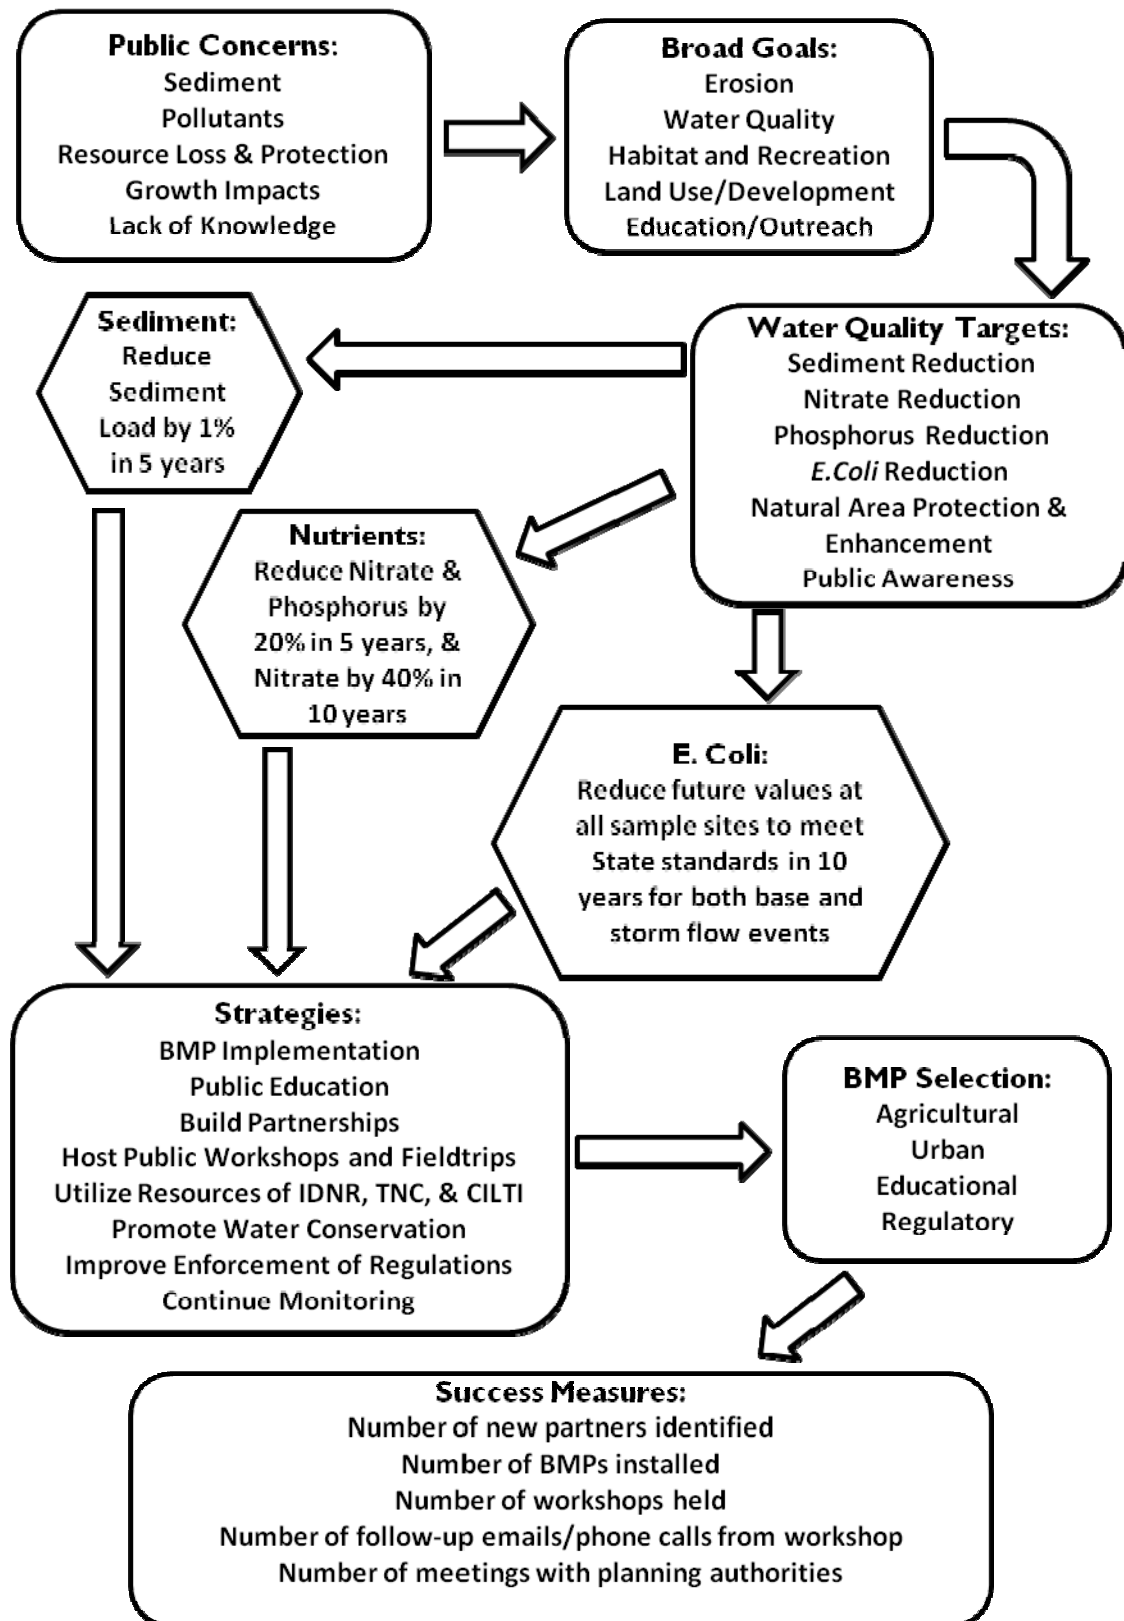 Public Concerns:
Sediment
Pollutants
Resource Loss & Protection
Growth Impacts
Lack of Knowledge
Broad Goals:
Erosion
Water Quality
Habitat and Recreation
Land Use/Development
Education/Outreach
Water Quality Targets:
Sediment Reduction
Nitrate Reduction
Phosphorus Reduction
E.Coli Reduction
Natural Area Protection &
Enhancement
Public Awareness
Sediment:
Reduce
Sediment
Load by 1%
in 5 years
Nutrients:
Reduce Nitrate &
Phosphorus by
20% in 5 years, &
Nitrate by 40% in
10 years
E. Coli:
Reduce future values at
all sample sites to meet
State standards in 10
years for both base and
storm flow events
Strategies:
BMP Implementation
Public Education
Build Partnerships
Host Public Workshops and Fieldtrips
Utilize Resources of IDNR, TNC, & CILTI
Promote Water Conservation
Improve Enforcement of Regulations
Continue Monitoring
BMP Selection:
Agricultural
Urban
Educational
Regulatory
Success Measures:
Number of new partners identified
Number of BMPs installed
Number of workshops held
Number of follow-up emails/phone calls from workshop
Number of meetings with planning authorities